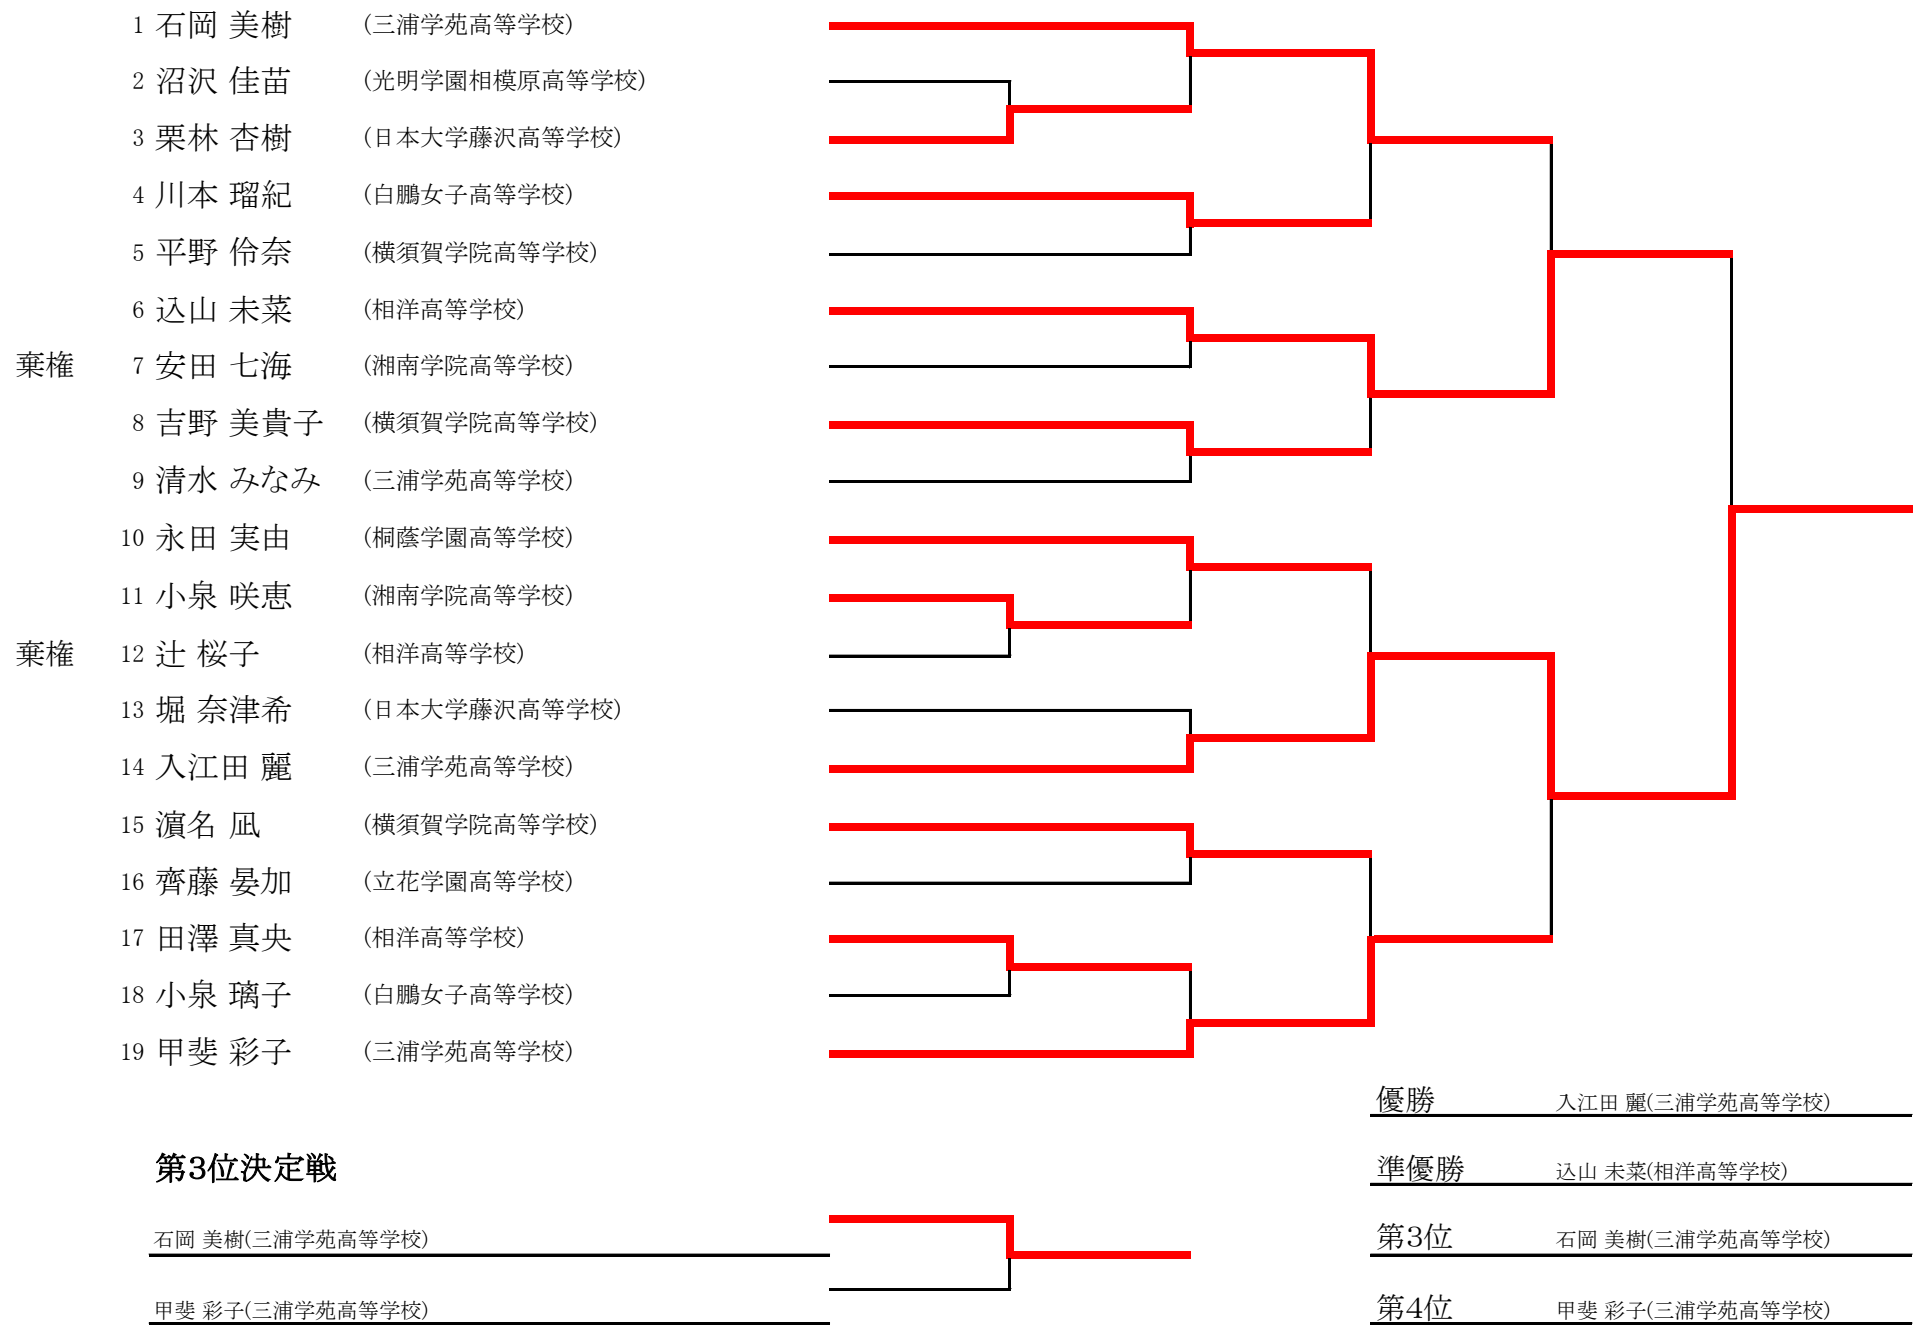 1 石岡 美樹 (三浦学苑高等学校)
2 沼沢 佳苗 (光明学園相模原高等学校)
3 栗林 杏樹 (日本大学藤沢高等学校)
4 川本 瑠紀 (白鵬女子高等学校)
5 平野 伶奈 (横須賀学院高等学校)
6 込山 未菜 (相洋高等学校)
棄権 7 安田 七海 (湘南学院高等学校)
8 吉野 美貴子 (横須賀学院高等学校)
9 清水 みなみ (三浦学苑高等学校)
10 永田 実由 (桐蔭学園高等学校)
11 小泉 咲恵 (湘南学院高等学校)
棄権 12 辻 桜子 (相洋高等学校)
13 堀 奈津希 (日本大学藤沢高等学校)
14 入江田 麗 (三浦学苑高等学校)
15 濵名 凪 (横須賀学院高等学校)
16 齊藤 晏加 (立花学園高等学校)
17 田澤 真央 (相洋高等学校)
18 小泉 璃子 (白鵬女子高等学校)
19 甲斐 彩子 (三浦学苑高等学校)
優勝 入江田 麗(三浦学苑高等学校)
準優勝 込山 未菜(相洋高等学校)
第3位 石岡 美樹(三浦学苑高等学校)
第4位 甲斐 彩子(三浦学苑高等学校)
第3位決定戦
石岡 美樹(三浦学苑高等学校)
甲斐 彩子(三浦学苑高等学校)